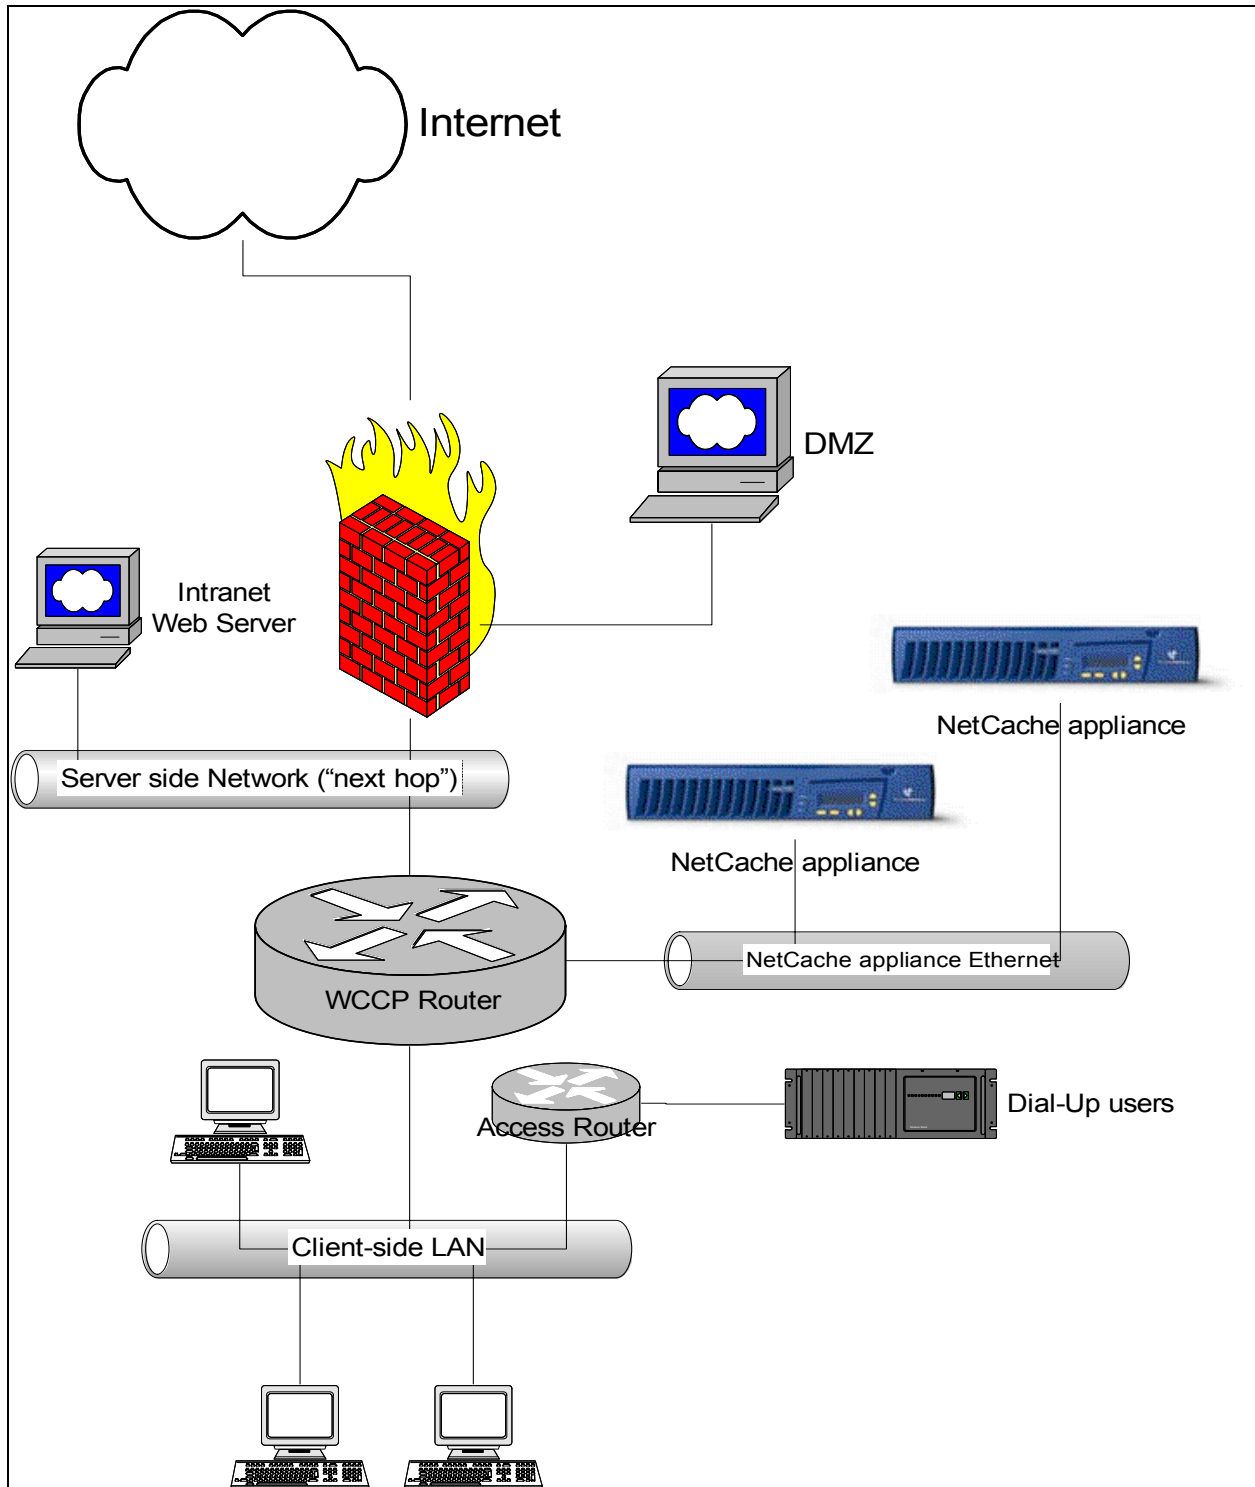 Internet
DMZ
Intranet
Web Server
NetCache appliance
Server side Network (“next hop”)
NetCache appliance
NetCache appliance Ethernet
WCCP Router
Access Router
Dial-Up users
Client-side LAN